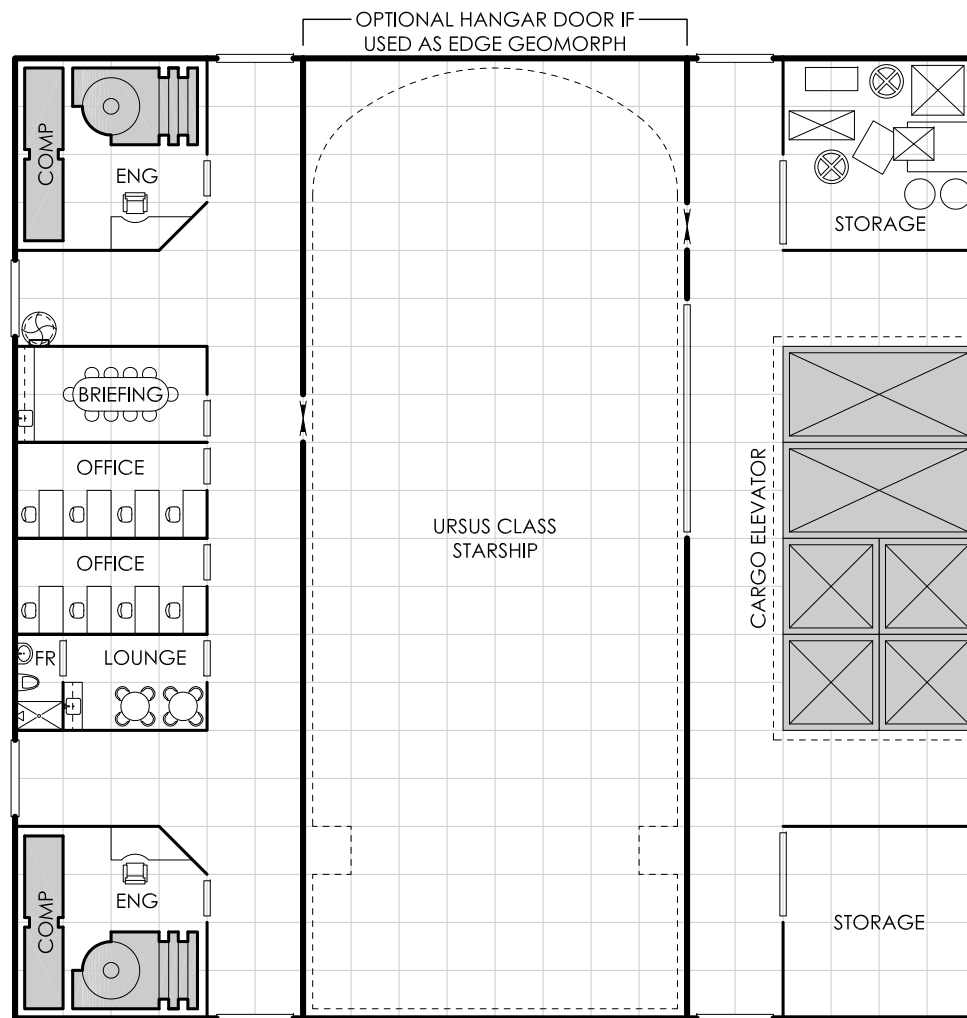 OPTIONAL HANGAR DOOR IF
USED AS EDGE GEOMORPH
COMP
ENG
STORAGE
BRIEFING
OFFICE
URSUS CLASS
STARSHIP
CARGO ELEVATOR
OFFICE
FR
LOUNGE
COMP
ENG
STORAGE